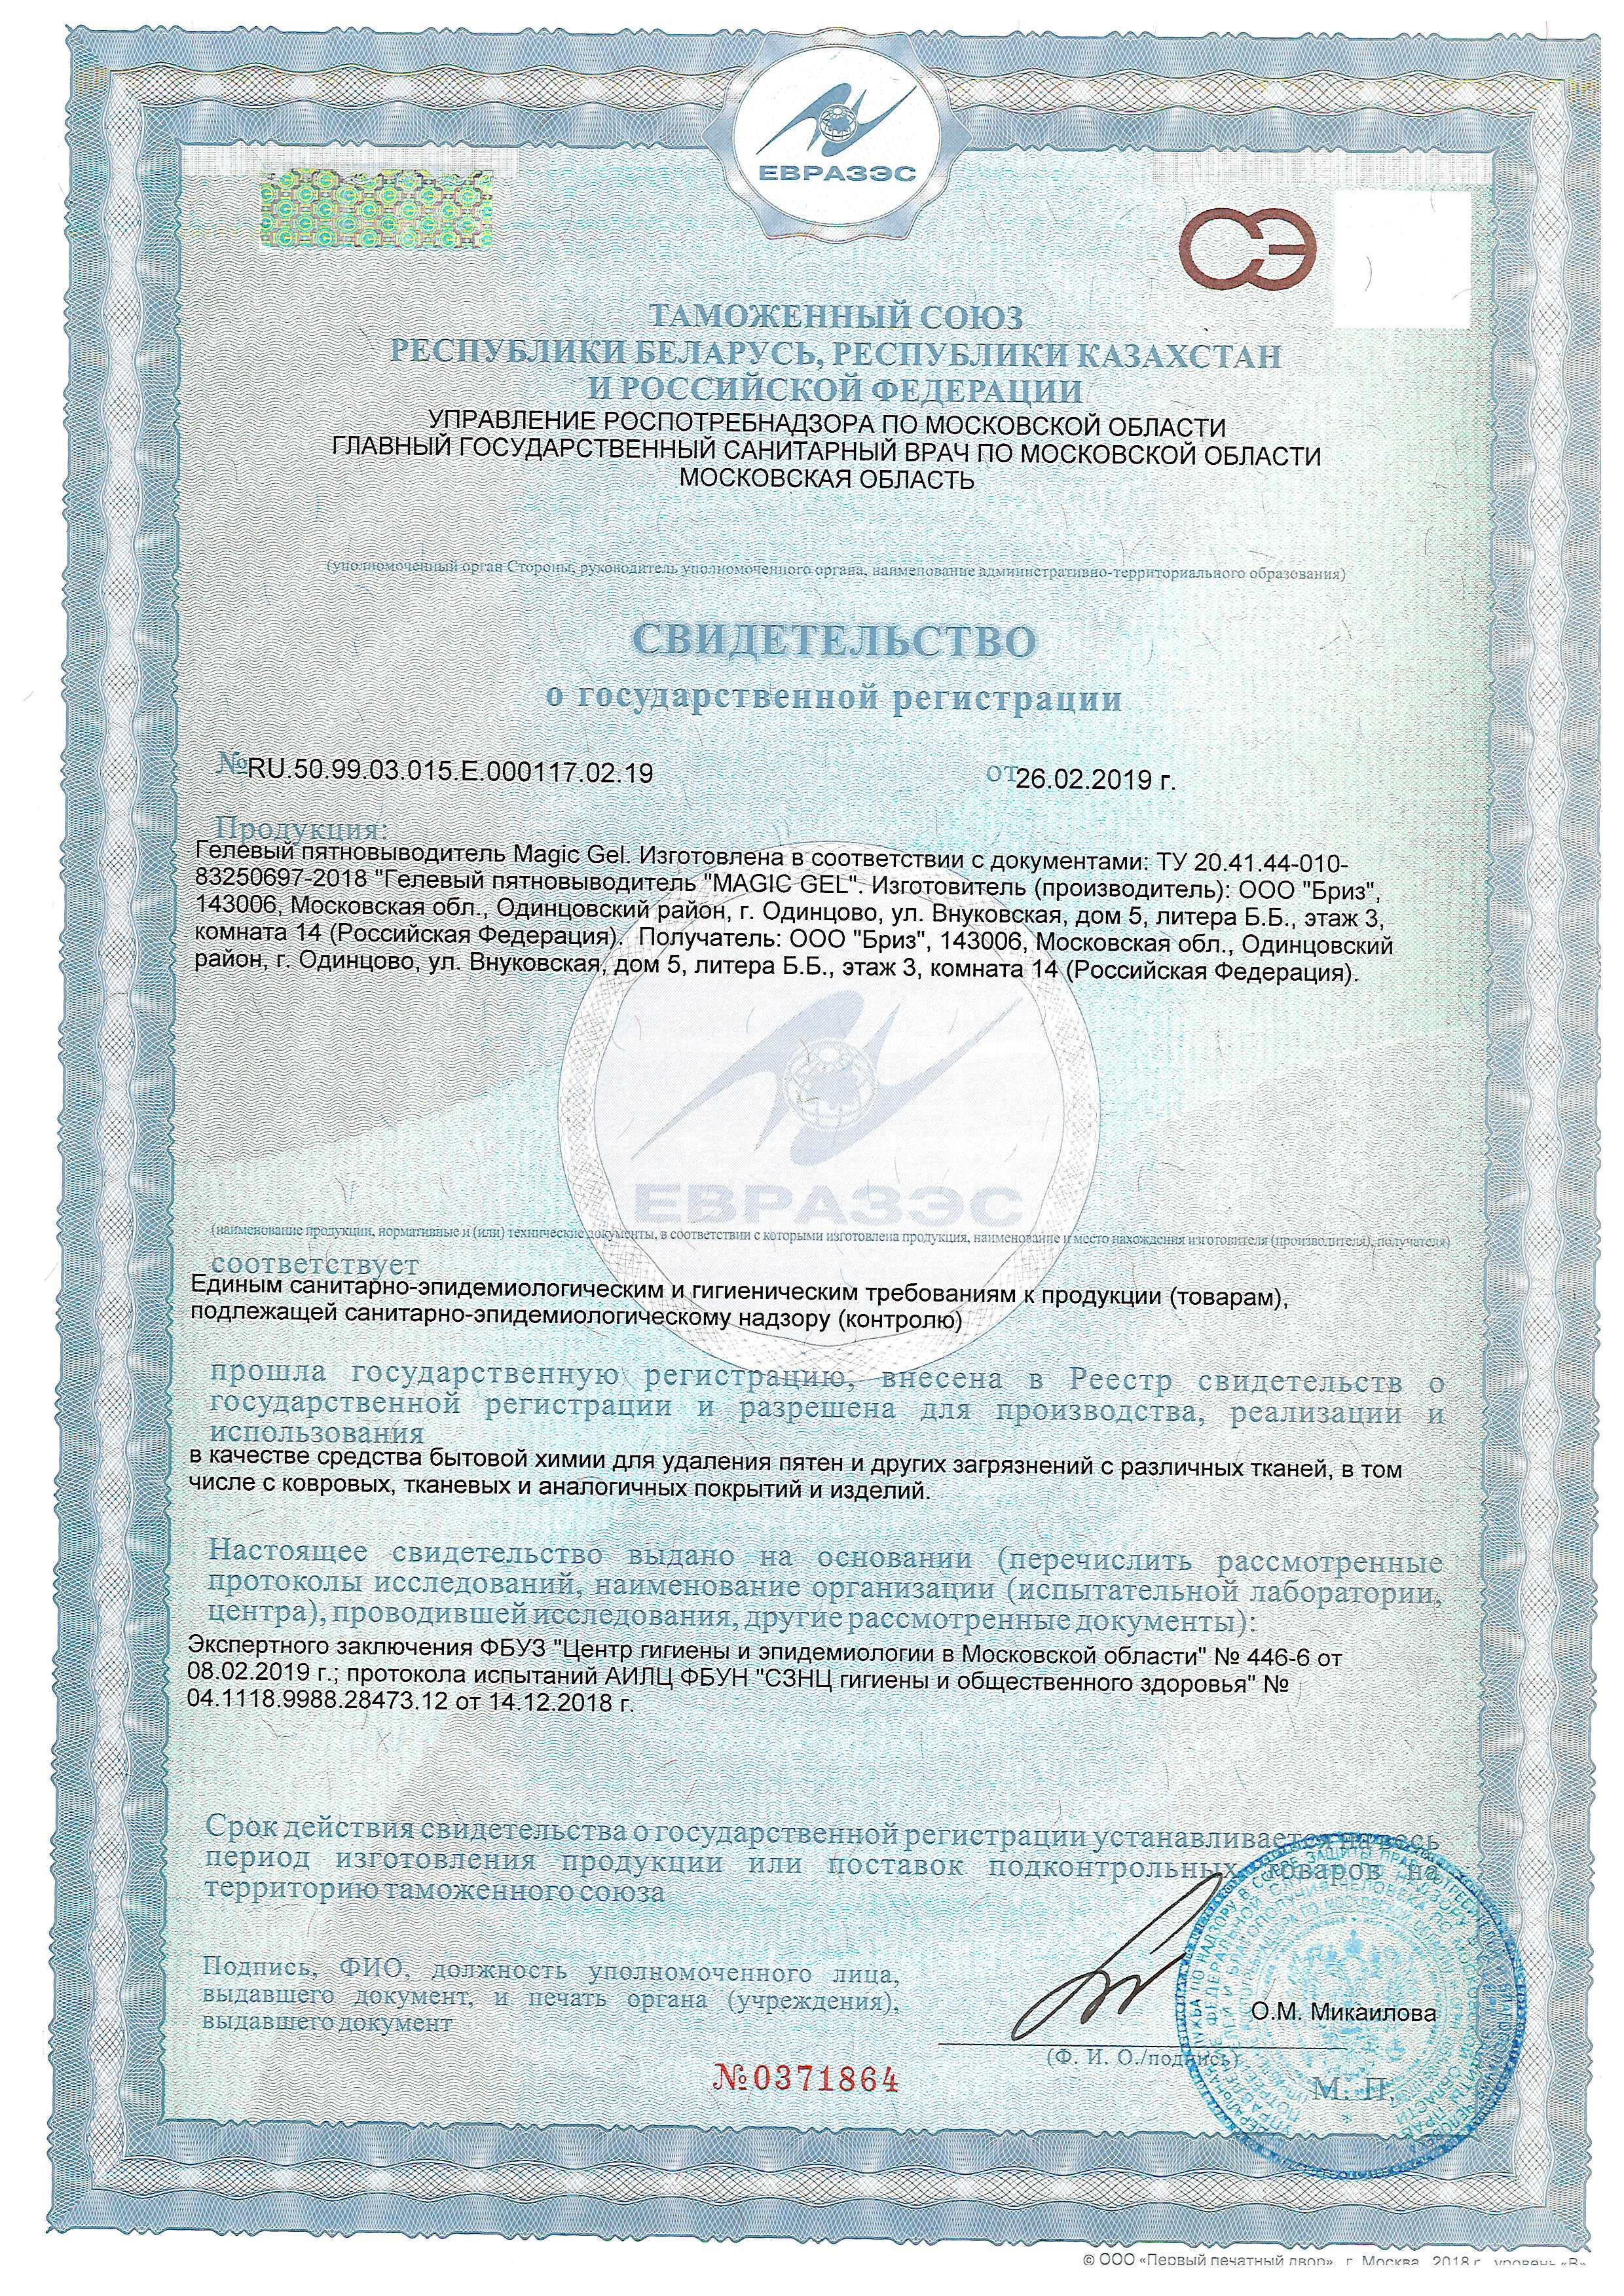 ЕВРАЗЭС
СЭ
ТАМОЖЕННЫЙ СОЮЗ
РЕСПУБЛИКИ БЕЛАРУСЬ, РЕСПУБЛИКИ КАЗАХСТАН
И РОССИЙСКОЙ ФЕДЕРАЦИИ
УПРАВЛЕНИЕ РОСПОТРЕБНАДЗОРА ПО МОСКОВСКОЙ ОБЛАСТИ
ГЛАВНЫЙ ГОСУДАРСТВЕННЫЙ САНИТАРНЫЙ ВРАЧ ПО МОСКОВСКОЙ ОБЛАСТИ
МОСКОВСКАЯ ОБЛАСТЬ
(уполномоченный орган Стороны, руководитель уполномоченного органа, наименование административно-территориального образования)
СВИДЕТЕЛЬСТВО
о государственной регистрации
№RU.50.99.03.015.E.000117.02.19 от 26.02.2019 г.
Продукция:
Гелевый пятновыводитель Magic Gel. Изготовлена в соответствии с документами: ТУ 20.41.44-010-
83250697-2018 "Гелевый пятновыводитель "MAGIC GEL". Изготовитель (производитель): ООО "Бриз",
143006, Московская обл., Одинцовский район, г. Одинцово, ул. Внуковская, дом 5, литера Б.Б., этаж 3,
комната 14 (Российская Федерация). Получатель: ООО "Бриз", 143006, Московская обл., Одинцовский
район, г. Одинцово, ул. Внуковская, дом 5, литера Б.Б., этаж 3, комната 14 (Российская Федерация).
ЕВРАЗЭС
(наименование продукции, нормативные и (или) технические документы, в соответствии с которыми изготовлена продукция, наименование и место нахождения изготовителя (производителя), получателя)
соответствует
Единым санитарно-эпидемиологическим и гигиеническим требованиям к продукции (товарам),
подлежащей санитарно-эпидемиологическому надзору (контролю)
прошла государственную регистрацию, внесена в Реестр свидетельств о
государственной регистрации и разрешена для производства, реализации и
использования
в качестве средства бытовой химии для удаления пятен и других загрязнений с различных тканей, в том
числе с ковровых, тканевых и аналогичных покрытий и изделий.
Настоящее свидетельство выдано на основании (перечислить рассмотренные
протоколы исследований, наименование организации (испытательной лаборатории,
центра), проводившей исследования, другие рассмотренные документы):
Экспертного заключения ФБУЗ "Центр гигиены и эпидемиологии в Московской области" № 446-6 от
08.02.2019 г.; протокола испытаний АИЛЦ ФБУН "СЗНЦ гигиены и общественного здоровья" №
04.1118.9988.28473.12 от 14.12.2018 г.
Срок действия свидетельства о государственной регистрации устанавливается на весь
период изготовления продукции или поставок подконтрольных товаров на
территорию таможенного союза
Подпись, ФИО, должность уполномоченного лица,
выдавшего документ, и печать органа (учреждения),
выдавшего документ
О.М. Микаилова
(Ф. И. О./подпись)
М. П.
№0371864
© ООО «Первый печатный двор», г. Москва, 2018 г., уровень «В»